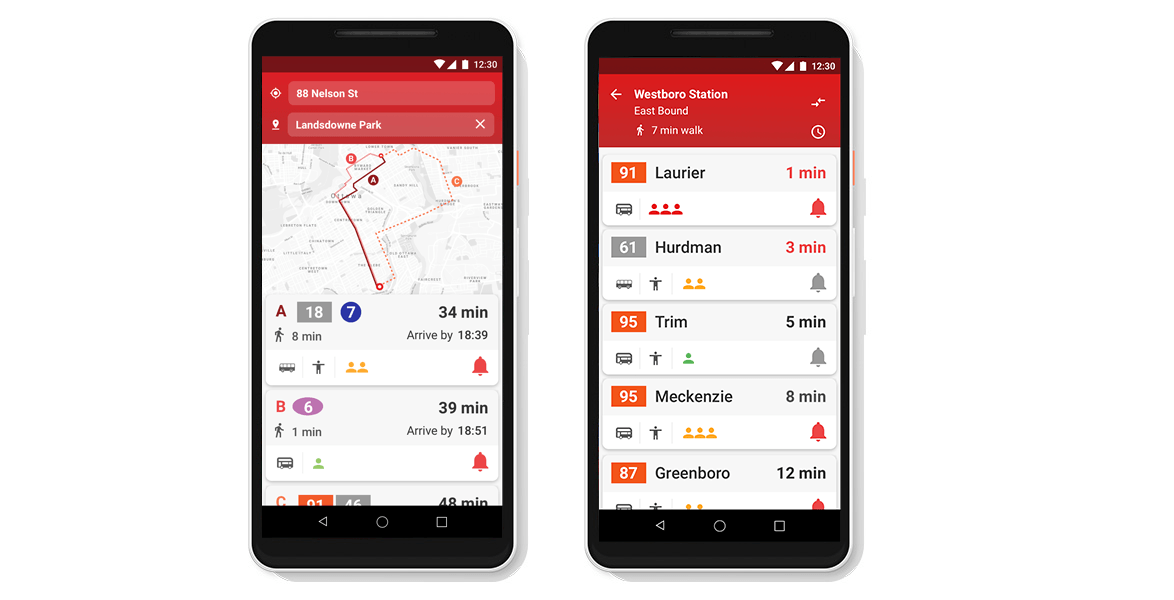 12:30
88 Nelson St
Landsdowne Park
B
A
C
Ottawa
A 18 7 34 min
8 min Arrive by 18:39
B 6 39 min
1 min Arrive by 18:51
C 91 46 48 min
12:30
Westboro Station
East Bound
7 min walk
91 Laurier 1 min
61 Hurdman 3 min
95 Trim 5 min
95 Meckenzie 8 min
87 Greenboro 12 min